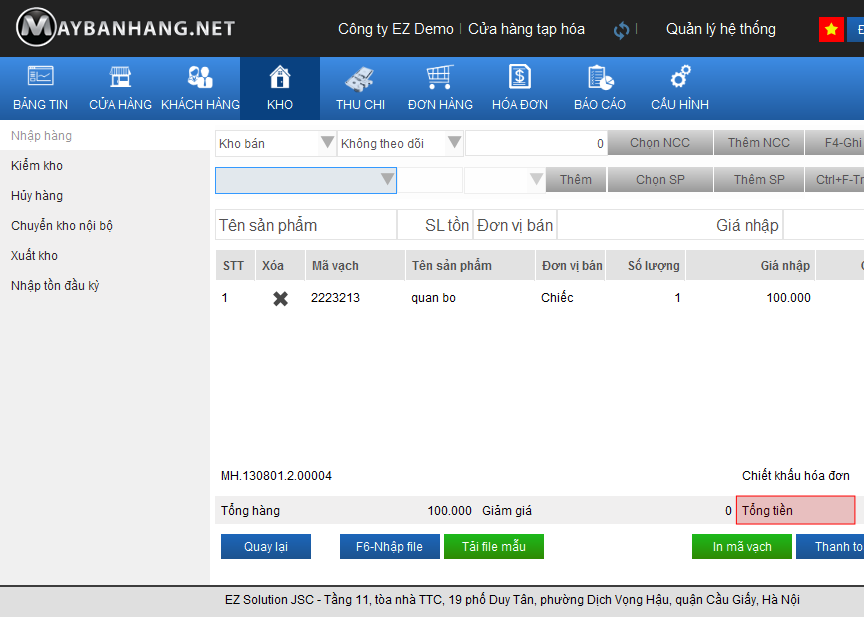 MAYBANHANG.NET
Công ty EZ Demo | Cửa hàng tạp hóa | Quản lý hệ thống
BẢNG TIN CỬA HÀNG KHÁCH HÀNG KHO THU CHI ĐƠN HÀNG HÓA ĐƠN BÁO CÁO CẤU HÌNH
Nhập hàng
Kiểm kho
Hủy hàng
Chuyển kho nội bộ
Xuất kho
Nhập tồn đầu kỳ
Kho bán Không theo dõi 0 Chọn NCC Thêm NCC F4-Ghi
Thêm Chọn SP Thêm SP Ctrl+F-Tr
Tên sản phẩm SL tồn Đơn vị bán Giá nhập
STT Xóa Mã vạch Tên sản phẩm Đơn vị bán Số lượng Giá nhập
1 2223213 quan bo Chiếc 1 100.000
MH.130801.2.00004 Chiết khấu hóa đơn
Tổng hàng 100.000 Giảm giá 0 Tổng tiền
Quay lại F6-Nhập file Tải file mẫu In mã vạch Thanh to
EZ Solution JSC - Tầng 11, tòa nhà TTC, 19 phố Duy Tân, phường Dịch Vọng Hậu, quận Cầu Giấy, Hà Nội